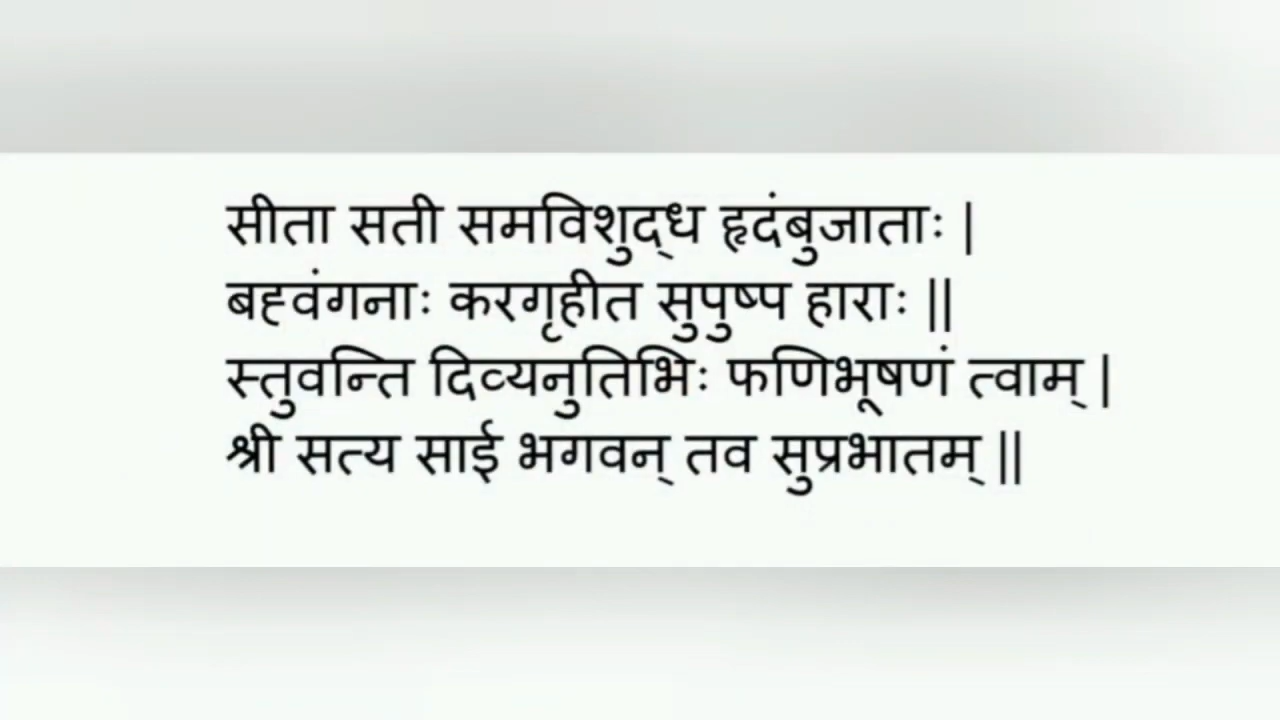 सीता सती समविशुद्ध हृदंबुजाताः |
बह्वंगनाः करगृहीत सुपुष्प हाराः ||
स्तुवन्ति दिव्यनुतिभिः फणिभूषणं त्वाम् |
श्री सत्य साई भगवन् तव सुप्रभातम् ||